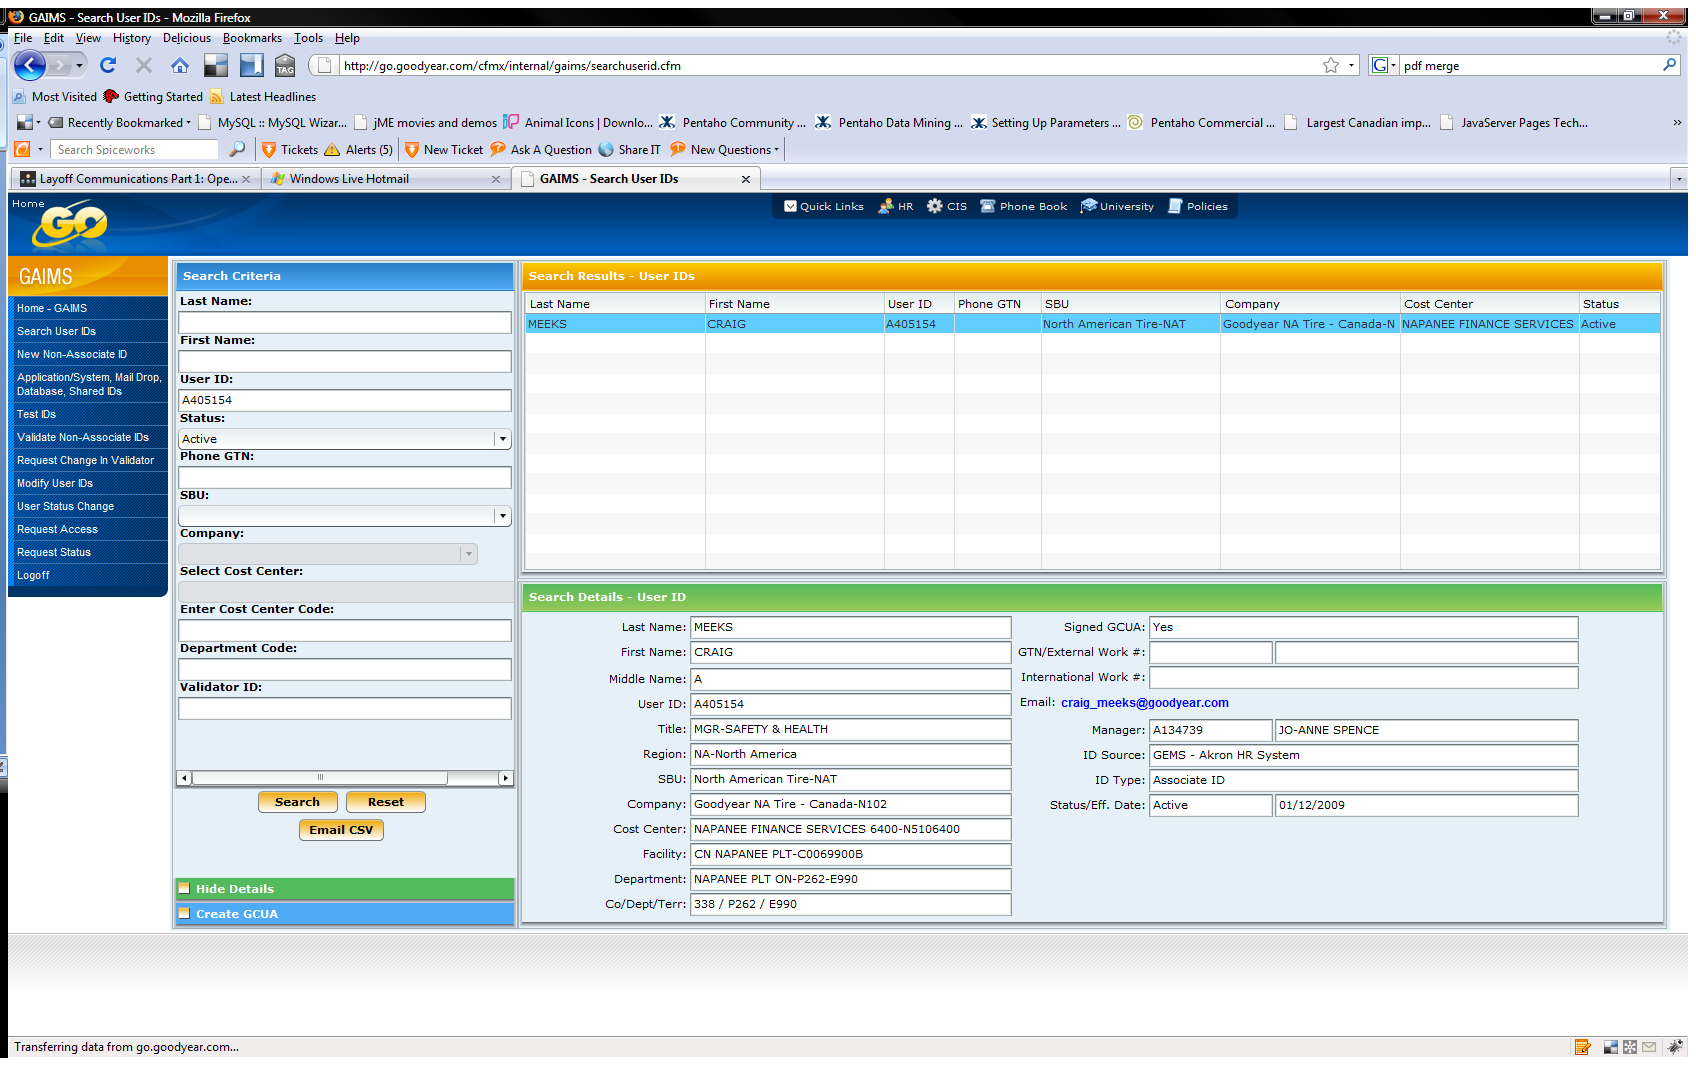 GAIMS - Search User IDs - Mozilla Firefox
File Edit View History Delicious Bookmarks Tools Help
TAG http://go.goodyear.com/cfmx/internal/gaims/searchuserid.cfm G pdf merge
Most Visited Getting Started Latest Headlines
Recently Bookmarked MySQL :: MySQL Wizar... jME movies and demos Animal Icons | Downlo... Pentaho Community ... Pentaho Data Mining ... Setting Up Parameters ... Pentaho Commercial ... Largest Canadian imp... JavaServer Pages Tech... »
Search Spiceworks Tickets Alerts (5) New Ticket Ask A Question Share IT New Questions
Layoff Communications Part 1: Ope... Windows Live Hotmail GAIMS - Search User IDs
Home GO Quick Links HR CIS Phone Book University Policies
GAIMS
Home - GAIMS
Search User IDs
New Non-Associate ID
Application/System, Mail Drop,
Database, Shared IDs
Test IDs
Validate Non-Associate IDs
Request Change In Validator
Modify User IDs
User Status Change
Request Access
Request Status
Logoff
Search Criteria
Last Name:
First Name:
User ID:
A405154
Status:
Active
Phone GTN:
SBU:
Company:
Select Cost Center:
Enter Cost Center Code:
Department Code:
Validator ID:
Search Reset
Email CSV
Hide Details
Create GCUA
Search Results - User IDs
Last Name First Name User ID Phone GTN SBU Company Cost Center Status
MEEKS CRAIG A405154 North American Tire-NAT Goodyear NA Tire - Canada-N NAPANEE FINANCE SERVICES Active
Search Details - User ID
Last Name: MEEKS
First Name: CRAIG
Middle Name: A
User ID: A405154
Title: MGR-SAFETY & HEALTH
Region: NA-North America
SBU: North American Tire-NAT
Company: Goodyear NA Tire - Canada-N102
Cost Center: NAPANEE FINANCE SERVICES 6400-N5106400
Facility: CN NAPANEE PLT-C0069900B
Department: NAPANEE PLT ON-P262-E990
Co/Dept/Terr: 338 / P262 / E990
Signed GCUA: Yes
GTN/External Work #:
International Work #:
Email: craig_meeks@goodyear.com
Manager: A134739 JO-ANNE SPENCE
ID Source: GEMS - Akron HR System
ID Type: Associate ID
Status/Eff. Date: Active 01/12/2009
Transferring data from go.goodyear.com...